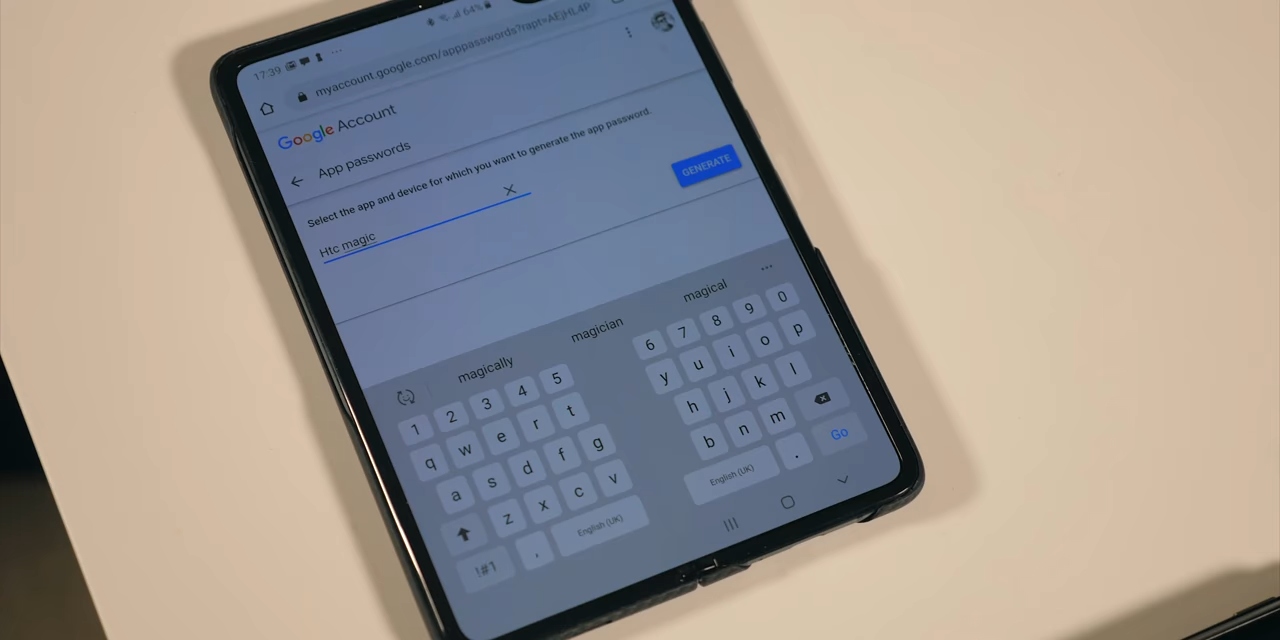 17:39 ... 64%
myaccount.google.com/apppasswords?rapt=AEjHL4P
Google Account
App passwords
Select the app and device for which you want to generate the app password.
Htc magic
GENERATE
magically magician magical ...
1 2 3 4 5 6 7 8 9 0
q w e r t y u i o p
a s d f g h j k l
z x c v b n m
!#1 , English (UK) English (UK) . Go